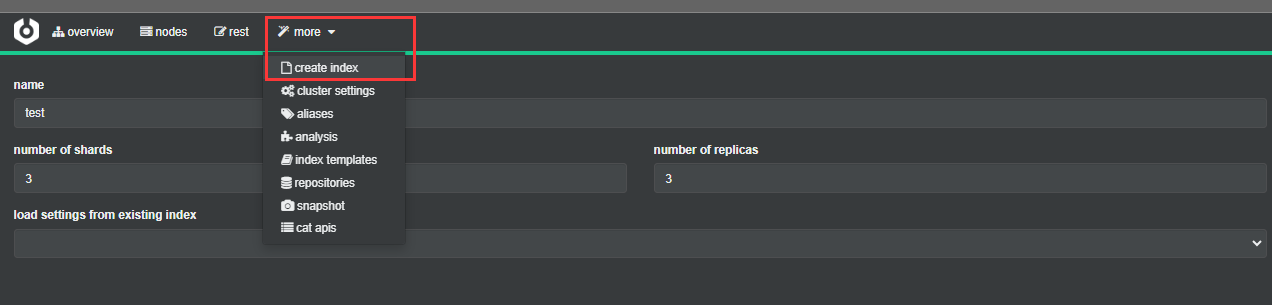 overview nodes rest more
create index
cluster settings
aliases
analysis
index templates
repositories
snapshot
cat apis
name
test
number of shards number of replicas
3 3
load settings from existing index